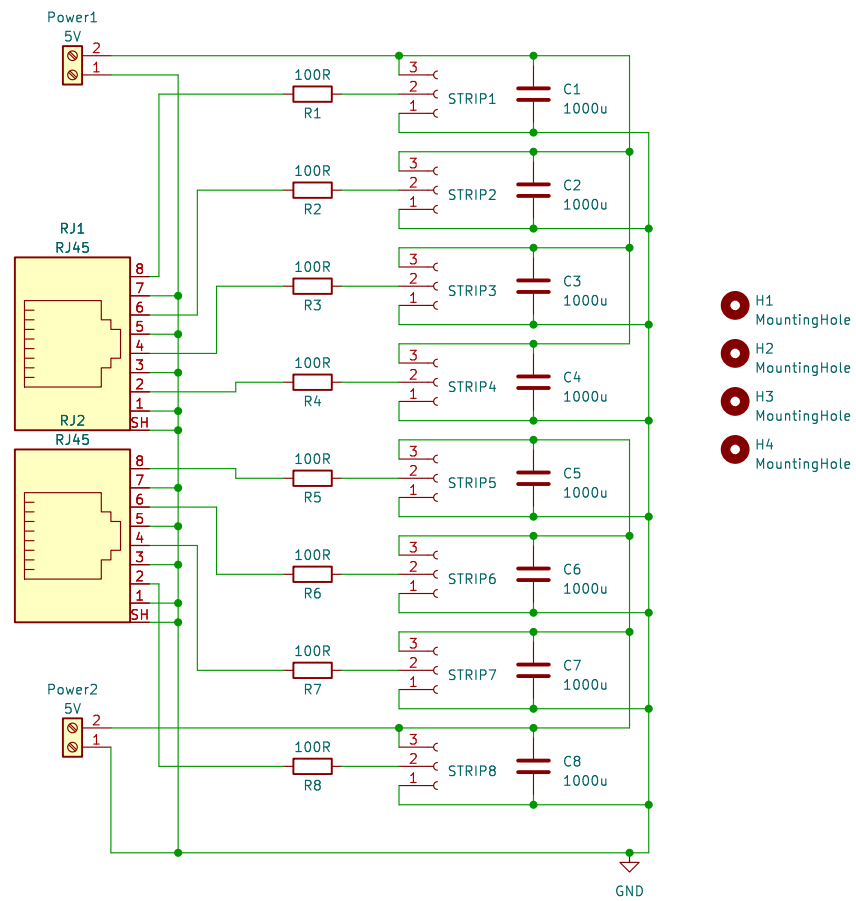 Power1
5V
2
1
100R
R1
3
2
1
STRIP1
C1
1000u
100R
R2
3
2
1
STRIP2
C2
1000u
RJ1
RJ45
8
7
6
5
4
3
2
1
SH
100R
R3
3
2
1
STRIP3
C3
1000u
H1
MountingHole
H2
MountingHole
H3
MountingHole
H4
MountingHole
100R
R4
3
2
1
STRIP4
C4
1000u
RJ2
RJ45
8
7
6
5
4
3
2
1
SH
100R
R5
3
2
1
STRIP5
C5
1000u
100R
R6
3
2
1
STRIP6
C6
1000u
100R
R7
3
2
1
STRIP7
C7
1000u
Power2
5V
2
1
100R
R8
3
2
1
STRIP8
C8
1000u
GND